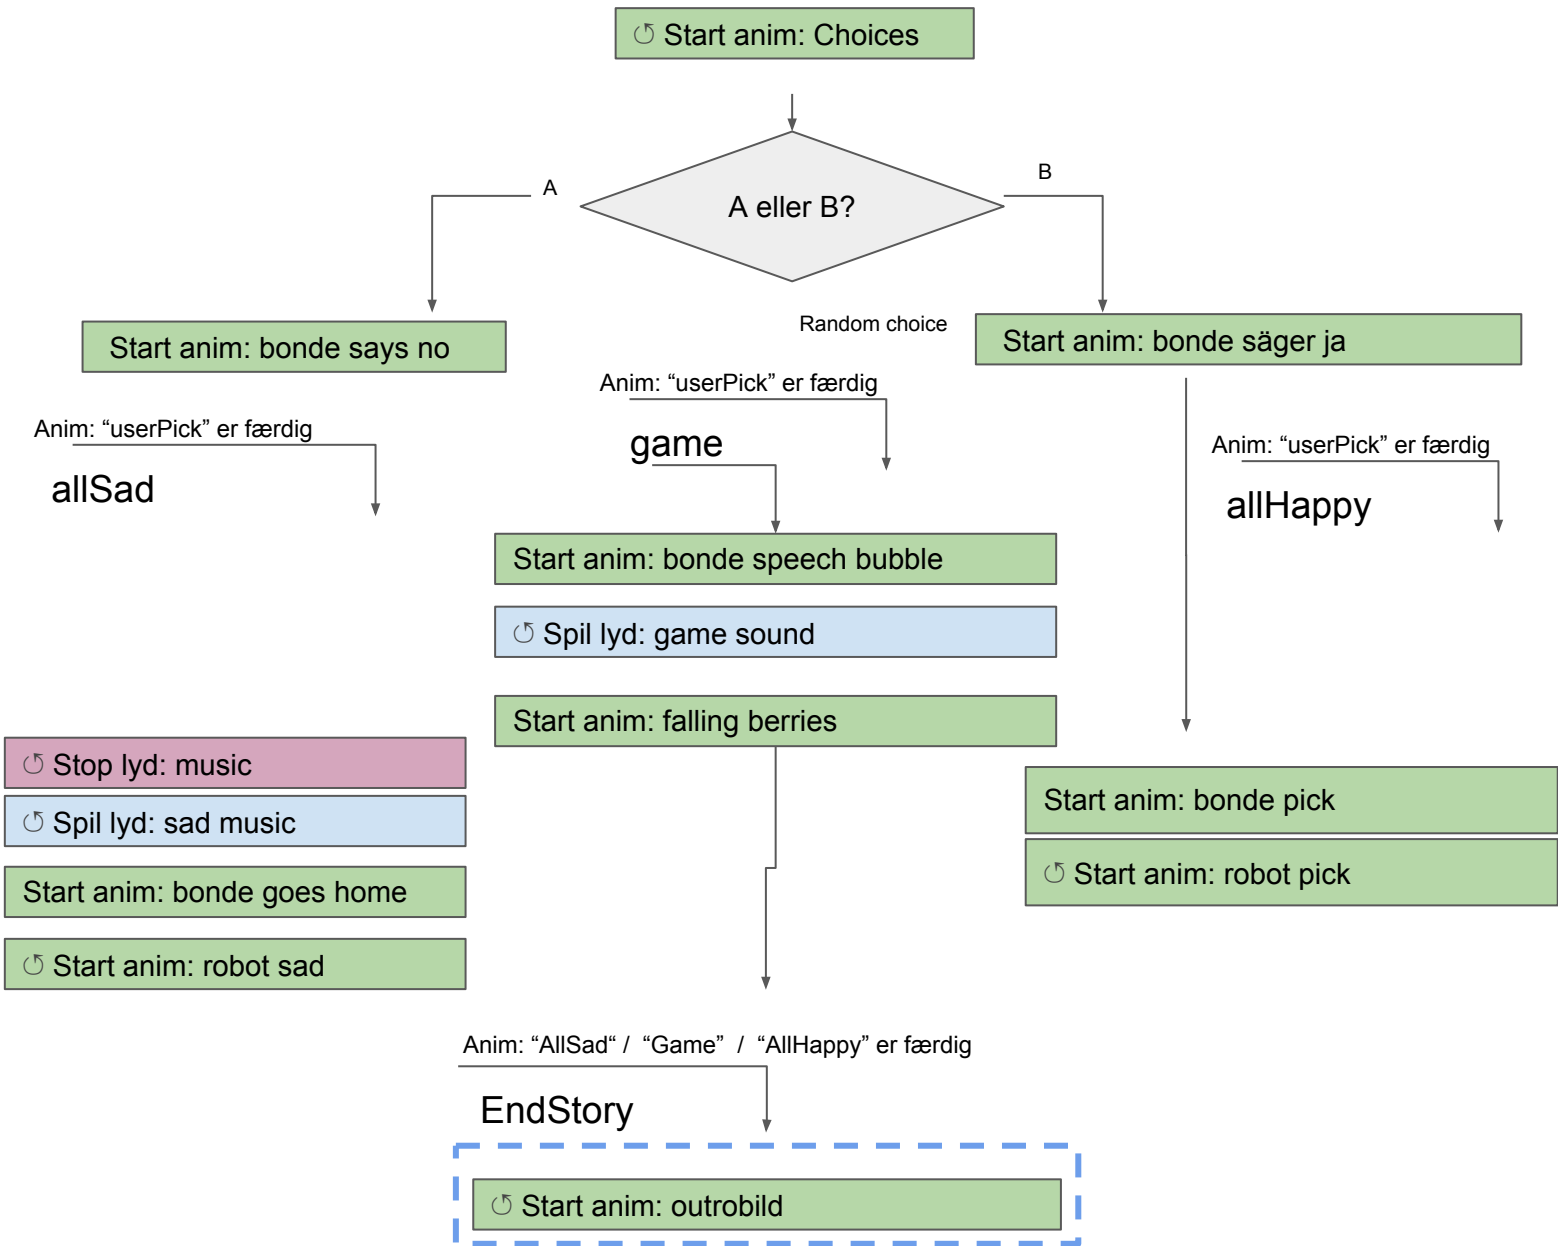 Start anim: Choices
A
B
A eller B?
Random choice
Start anim: bonde says no
Start anim: bonde säger ja
Anim: “userPick” er færdig
game
Anim: “userPick” er færdig
allSad
Anim: “userPick” er færdig
allHappy
Start anim: bonde speech bubble
Spil lyd: game sound
Start anim: falling berries
Stop lyd: music
Spil lyd: sad music
Start anim: bonde goes home
Start anim: robot sad
Start anim: bonde pick
Start anim: robot pick
Anim: “AllSad“ / “Game” / “AllHappy” er færdig
EndStory
Start anim: outrobild